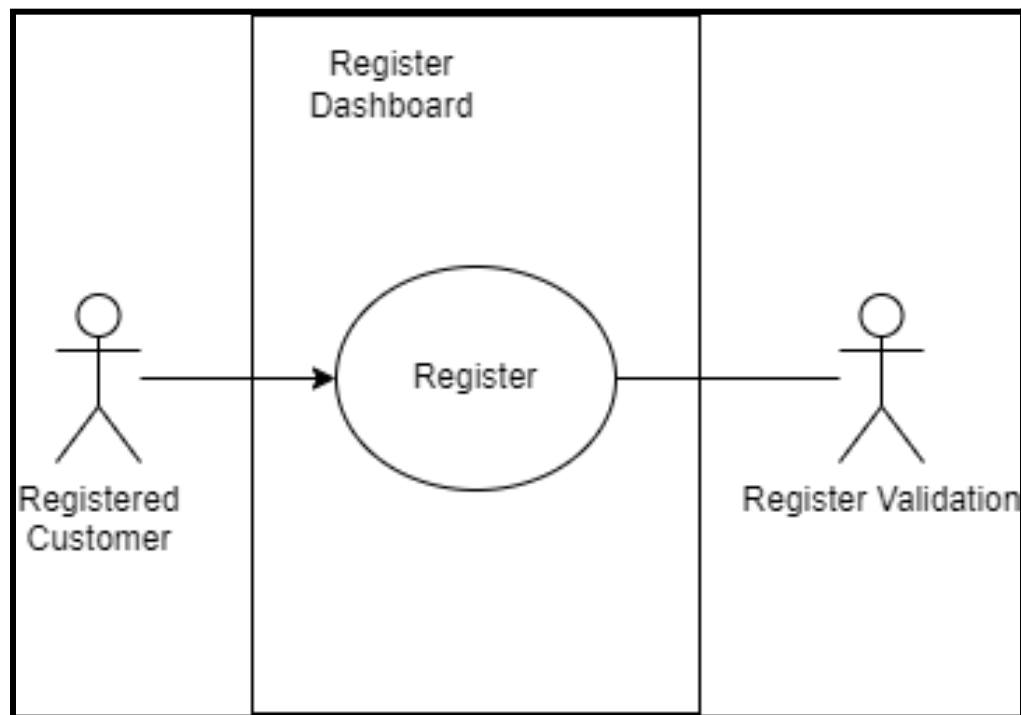 Register
Dashboard
Register
Registered
Customer
Register Validation